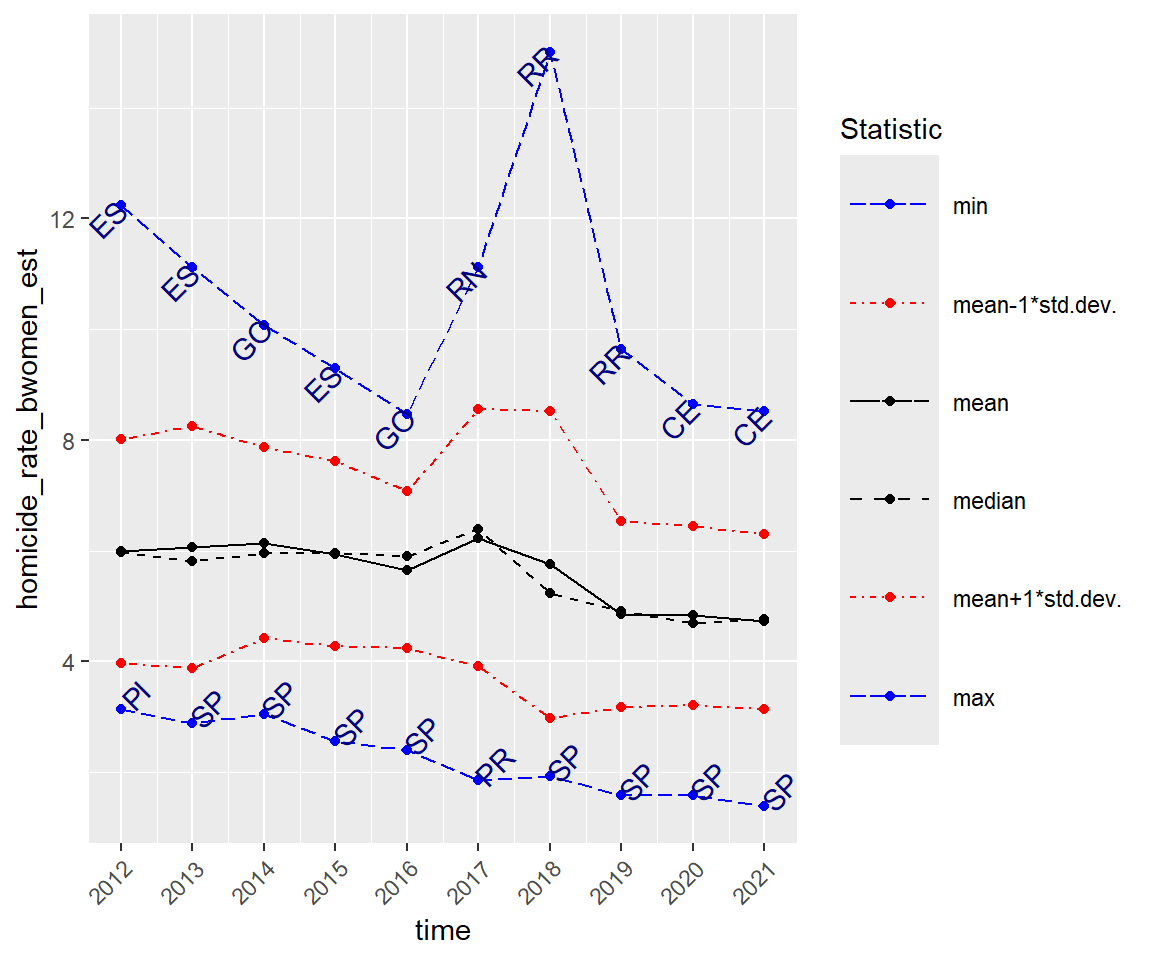 homicide_rate_bwomen_est
12
8
4
ES
ES
GO
ES
GO
RN
RR
RR
CE
CE
PI
SP
SP
SP
SP
PR
SP
SP
SP
SP
2012
2013
2014
2015
2016
2017
2018
2019
2020
2021
time
Statistic
min
mean-1*std.dev.
mean
median
mean+1*std.dev.
max